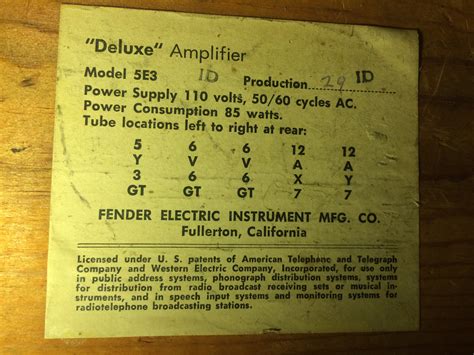 "Deluxe" Amplifier
Model 5E3 ID Production 29 ID
Power Supply 110 volts, 50/60 cycles AC.
Power Consumption 85 watts.
Tube locations left to right at rear:
5 6 6 12 12
Y V V A A
3 6 6 X Y
GT GT GT 7 7
FENDER ELECTRIC INSTRUMENT MFG. CO.
Fullerton, California
Licensed under U. S. patents of American Telephone and Telegraph
Company and Western Electric Company, Incorporated, for use only
in public address systems, phonograph distribution systems, systems
for distribution from radio broadcast receiving sets or musical in-
struments, and in speech input systems and monitoring systems for
radiotelephone broadcasting stations.